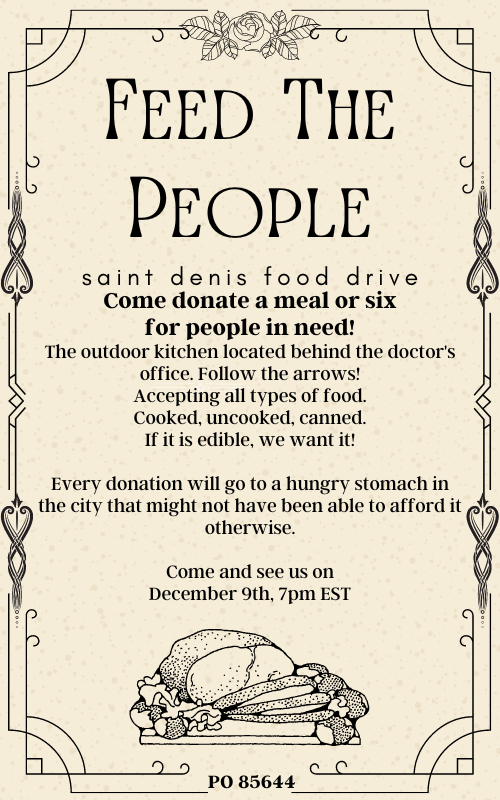 Feed The
People
saint denis food drive
Come donate a meal or six
for people in need!
The outdoor kitchen located behind the doctor's
office. Follow the arrows!
Accepting all types of food.
Cooked, uncooked, canned.
If it is edible, we want it!
Every donation will go to a hungry stomach in
the city that might not have been able to afford it
otherwise.
Come and see us on
December 9th, 7pm EST
PO 85644